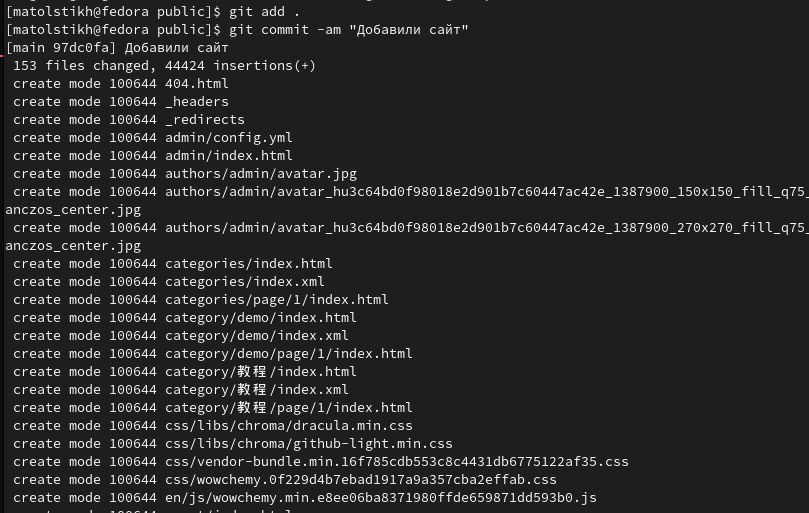 [matolstikh@fedora public]$ git add .
[matolstikh@fedora public]$ git commit -am "Добавили сайт"
[main 97dc0fa] Добавили сайт
153 files changed, 44424 insertions(+)
create mode 100644 404.html
create mode 100644 _headers
create mode 100644 _redirects
create mode 100644 admin/config.yml
create mode 100644 admin/index.html
create mode 100644 authors/admin/avatar.jpg
create mode 100644 authors/admin/avatar_hu3c64bd0f98018e2d901b7c60447ac42e_1387900_150x150_fill_q75_
anczos_center.jpg
create mode 100644 authors/admin/avatar_hu3c64bd0f98018e2d901b7c60447ac42e_1387900_270x270_fill_q75_
anczos_center.jpg
create mode 100644 categories/index.html
create mode 100644 categories/index.xml
create mode 100644 categories/page/1/index.html
create mode 100644 category/demo/index.html
create mode 100644 category/demo/index.xml
create mode 100644 category/demo/page/1/index.html
create mode 100644 category/教程/index.html
create mode 100644 category/教程/index.xml
create mode 100644 category/教程/page/1/index.html
create mode 100644 css/libs/chroma/dracula.min.css
create mode 100644 css/libs/chroma/github-light.min.css
create mode 100644 css/vendor-bundle.min.16f785cdb553c8c4431db6775122af35.css
create mode 100644 css/wowchemy.0f229d4b7ebad1917a9a357cba2effab.css
create mode 100644 en/js/wowchemy.min.e8ee06ba8371980ffde659871dd593b0.js